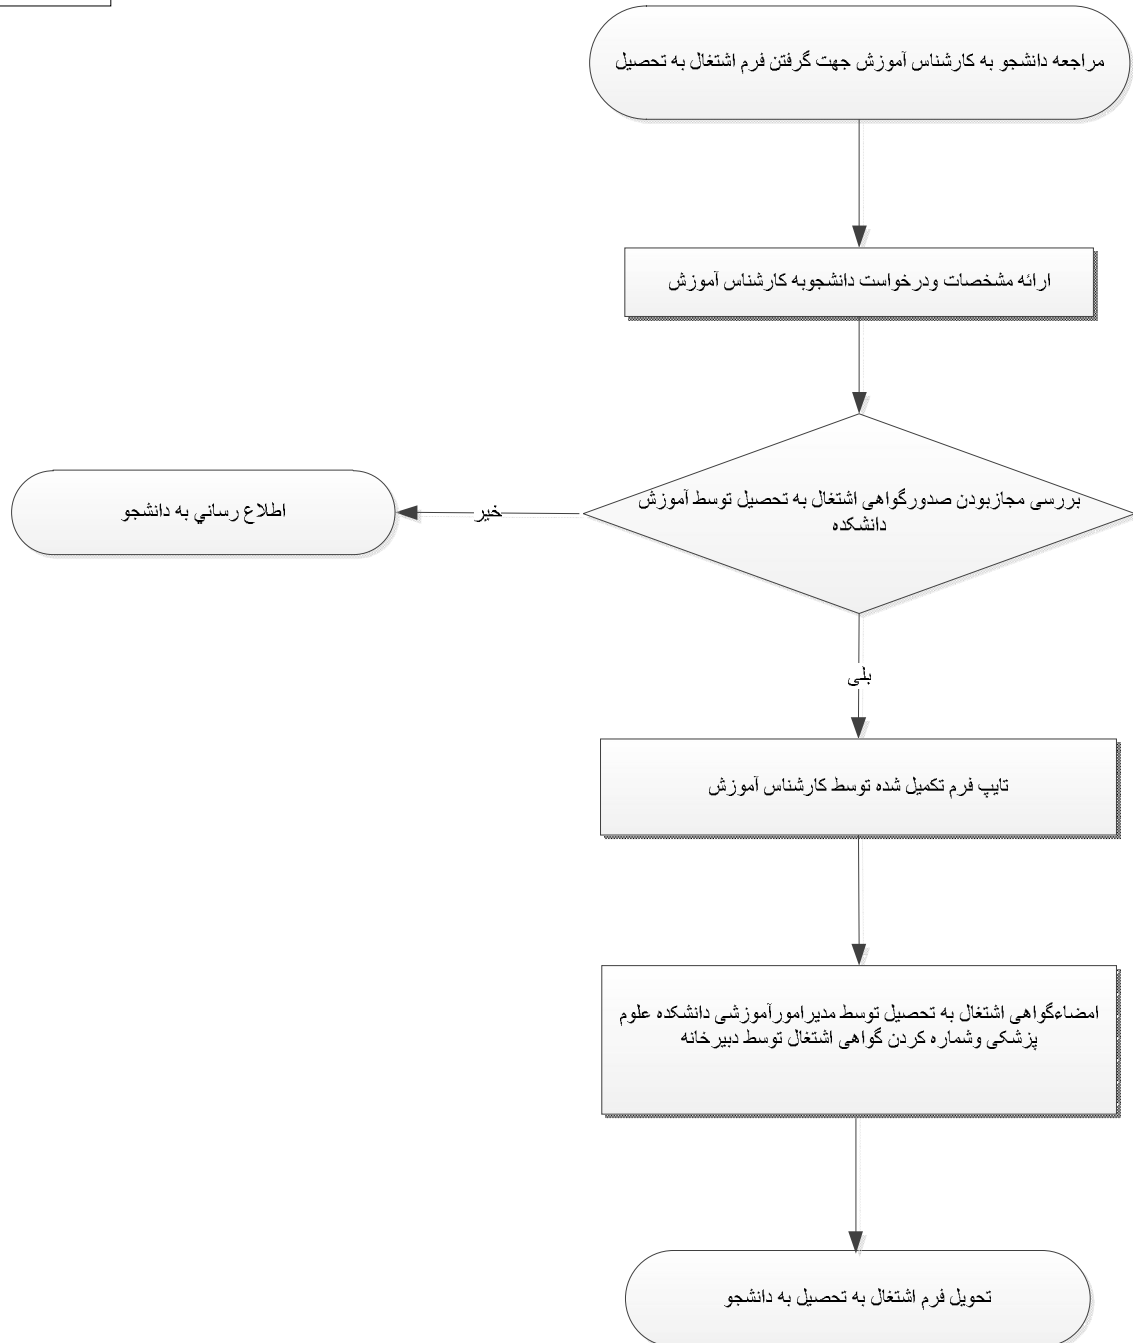 مراجعه دانشجو به کارشناس آموزش جهت گرفتن فرم اشتغال به تحصیل
ارائه مشخصات ودرخواست دانشجوبه کارشناس آموزش
بررسی مجازبودن صدورگواهی اشتغال به تحصیل توسط آموزش
دانشکده
خیر
اطلاع رساني به دانشجو
بلی
تایپ فرم تکمیل شده توسط کارشناس آموزش
امضاءگواهی اشتغال به تحصیل توسط مدیرامورآموزشی دانشکده علوم
پزشکی وشماره کردن گواهی اشتغال توسط دبیرخانه
تحویل فرم اشتغال به تحصیل به دانشجو